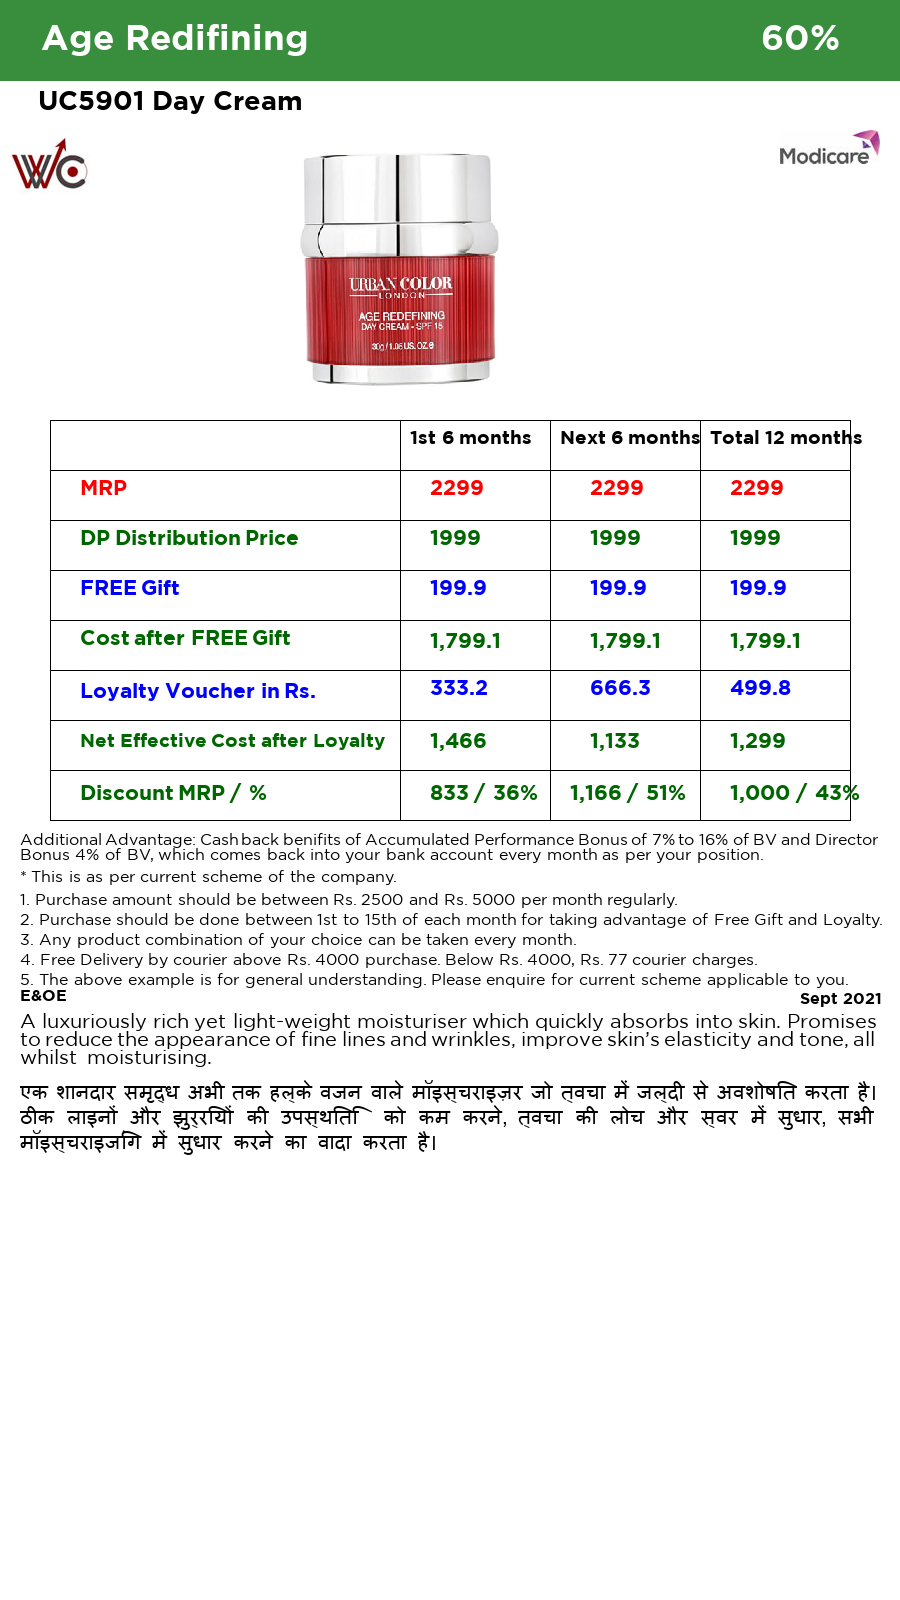 Age Redifining 60%
UC5901 Day Cream
WC
Modicare
URBAN COLOR
LONDON
AGE REDEFINING
DAY CREAM - SPF 15
30g / 1.06 US. OZ.e
1st 6 months Next 6 months Total 12 months
MRP 2299 2299 2299
DP Distribution Price 1999 1999 1999
FREE Gift 199.9 199.9 199.9
Cost after FREE Gift 1,799.1 1,799.1 1,799.1
Loyalty Voucher in Rs. 333.2 666.3 499.8
Net Effective Cost after Loyalty 1,466 1,133 1,299
Discount MRP / % 833 / 36% 1,166 / 51% 1,000 / 43%
Additional Advantage: Cashback benifits of Accumulated Performance Bonus of 7% to 16% of BV and Director
Bonus 4% of BV, which comes back into your bank account every month as per your position.
* This is as per current scheme of the company.
1. Purchase amount should be between Rs. 2500 and Rs. 5000 per month regularly.
2. Purchase should be done between 1st to 15th of each month for taking advantage of Free Gift and Loyalty.
3. Any product combination of your choice can be taken every month.
4. Free Delivery by courier above Rs. 4000 purchase. Below Rs. 4000, Rs. 77 courier charges.
5. The above example is for general understanding. Please enquire for current scheme applicable to you.
E&OE Sept 2021
A luxuriously rich yet light-weight moisturiser which quickly absorbs into skin. Promises
to reduce the appearance of fine lines and wrinkles, improve skin's elasticity and tone, all
whilst moisturising.
एक शानदार समृद्ध अभी तक हल्के वजन वाले मॉइस्चराइज़र जो त्वचा में जल्दी से अवशोषित करता है।
ठीक लाइनों और झुर्रियों की उपस्थिति को कम करने, त्वचा की लोच और स्वर में सुधार, सभी
मॉइस्चराइजिंग में सुधार करने का वादा करता है।